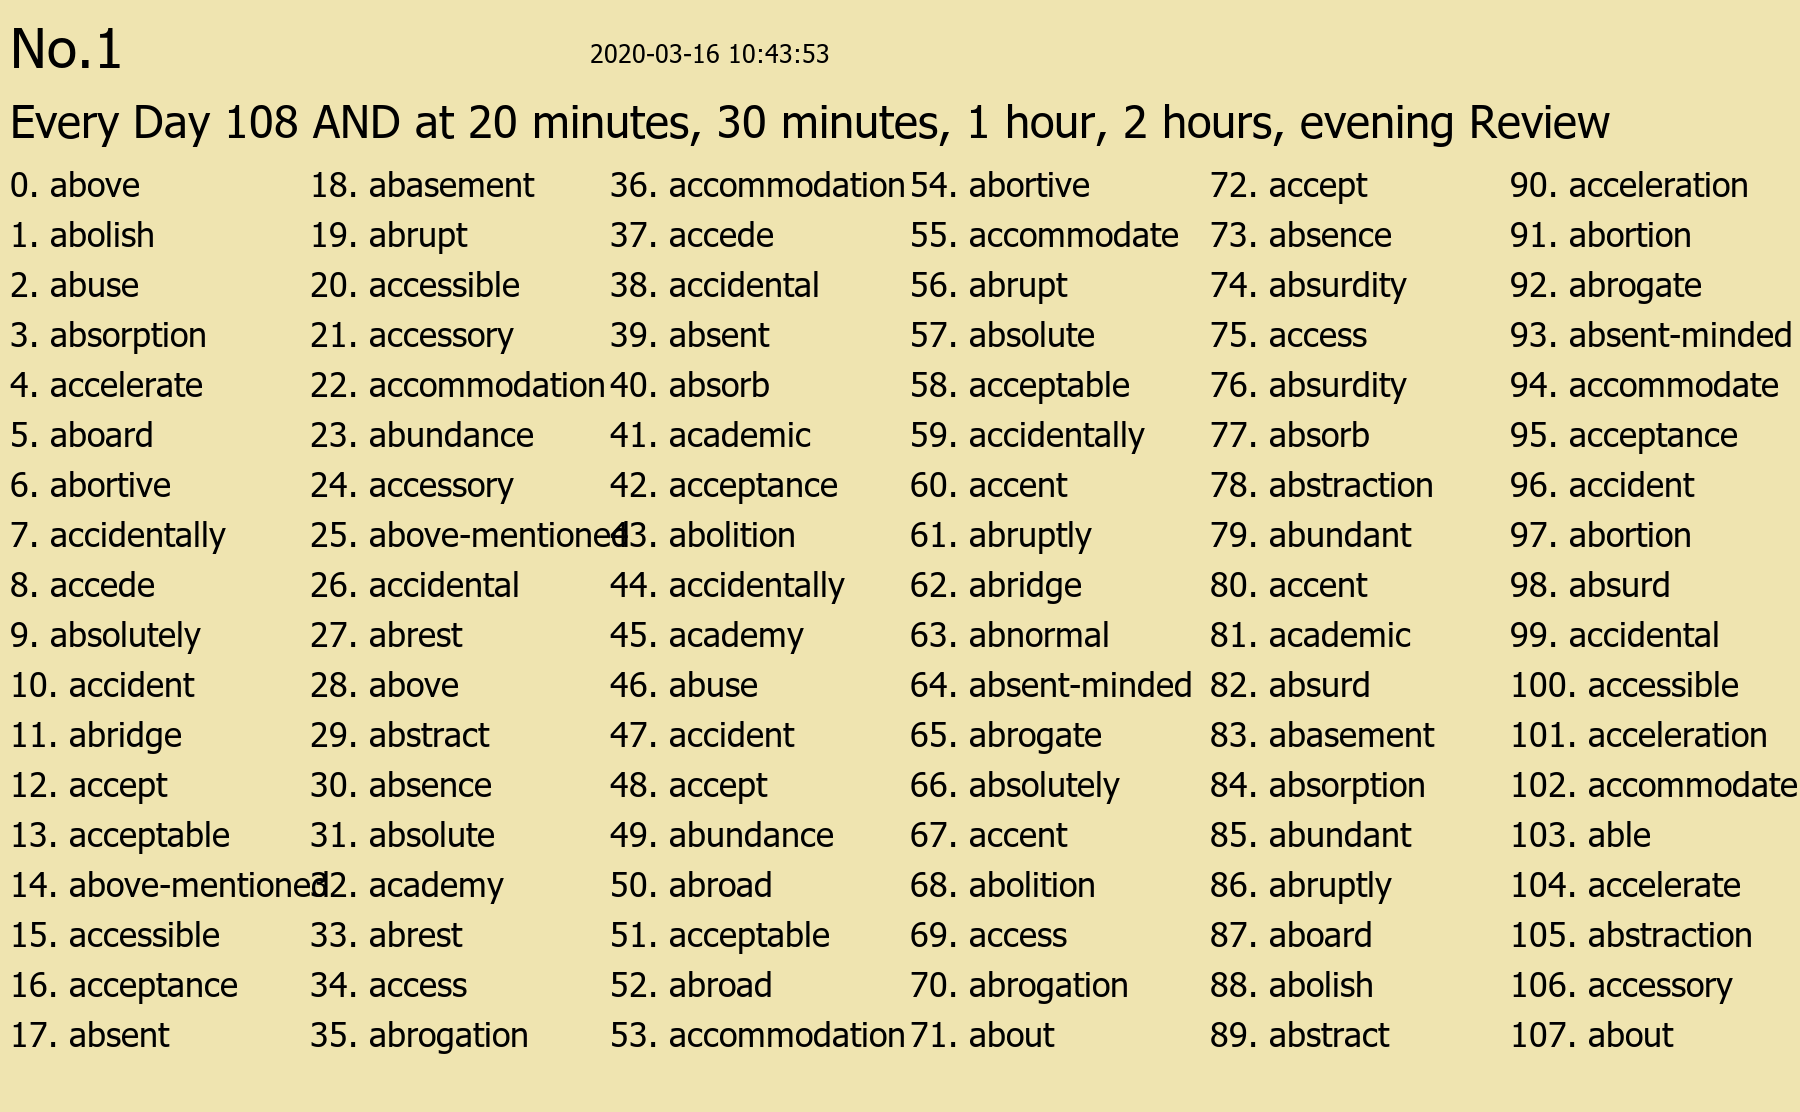 No.1 2020-03-16 10:43:53
Every Day 108 AND at 20 minutes, 30 minutes, 1 hour, 2 hours, evening Review
0. above 18. abasement 36. accommodation 54. abortive 72. accept 90. acceleration
1. abolish 19. abrupt 37. accede 55. accommodate 73. absence 91. abortion
2. abuse 20. accessible 38. accidental 56. abrupt 74. absurdity 92. abrogate
3. absorption 21. accessory 39. absent 57. absolute 75. access 93. absent-minded
4. accelerate 22. accommodation 40. absorb 58. acceptable 76. absurdity 94. accommodate
5. aboard 23. abundance 41. academic 59. accidentally 77. absorb 95. acceptance
6. abortive 24. accessory 42. acceptance 60. accent 78. abstraction 96. accident
7. accidentally 25. above-mentioned 43. abolition 61. abruptly 79. abundant 97. abortion
8. accede 26. accidental 44. accidentally 62. abridge 80. accent 98. absurd
9. absolutely 27. abrest 45. academy 63. abnormal 81. academic 99. accidental
10. accident 28. above 46. abuse 64. absent-minded 82. absurd 100. accessible
11. abridge 29. abstract 47. accident 65. abrogate 83. abasement 101. acceleration
12. accept 30. absence 48. accept 66. absolutely 84. absorption 102. accommodate
13. acceptable 31. absolute 49. abundance 67. accent 85. abundant 103. able
14. above-mentioned 32. academy 50. abroad 68. abolition 86. abruptly 104. accelerate
15. accessible 33. abrest 51. acceptable 69. access 87. aboard 105. abstraction
16. acceptance 34. access 52. abroad 70. abrogation 88. abolish 106. accessory
17. absent 35. abrogation 53. accommodation 71. about 89. abstract 107. about